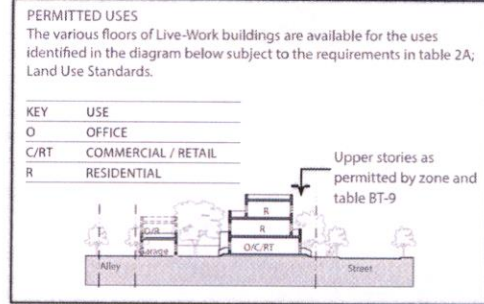 PERMITTED USES
The various floors of Live-Work buildings are available for the uses
identified in the diagram below subject to the requirements in table 2A;
Land Use Standards.
KEY USE
O OFFICE
C/RT COMMERCIAL / RETAIL
R RESIDENTIAL
Upper stories as
permitted by zone and
table BT-9
R
R
O/R
Garage
O/C/RT
Alley
Street